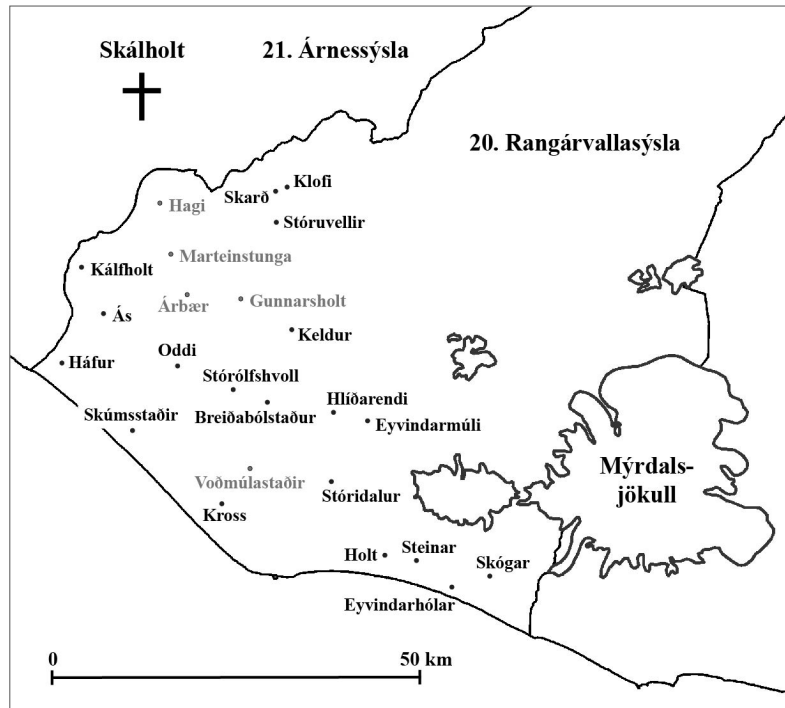 Skálholt
21. Árnessýsla
20. Rangárvallasýsla
Klofi
Skarð
Hagi
Stóruvellir
Marteinstunga
Kálfholt
Árbær
Gunnarsholt
Ás
Keldur
Oddi
Háfur
Stórólfshvoll
Hlíðarendi
Skúmsstaðir
Breiðabólstaður
Eyvindarmúli
Voðmúlastaðir
Mýrdals-
jökull
Stóridalur
Kross
Holt
Steinar
Skógar
Eyvindarhólar
0
50 km